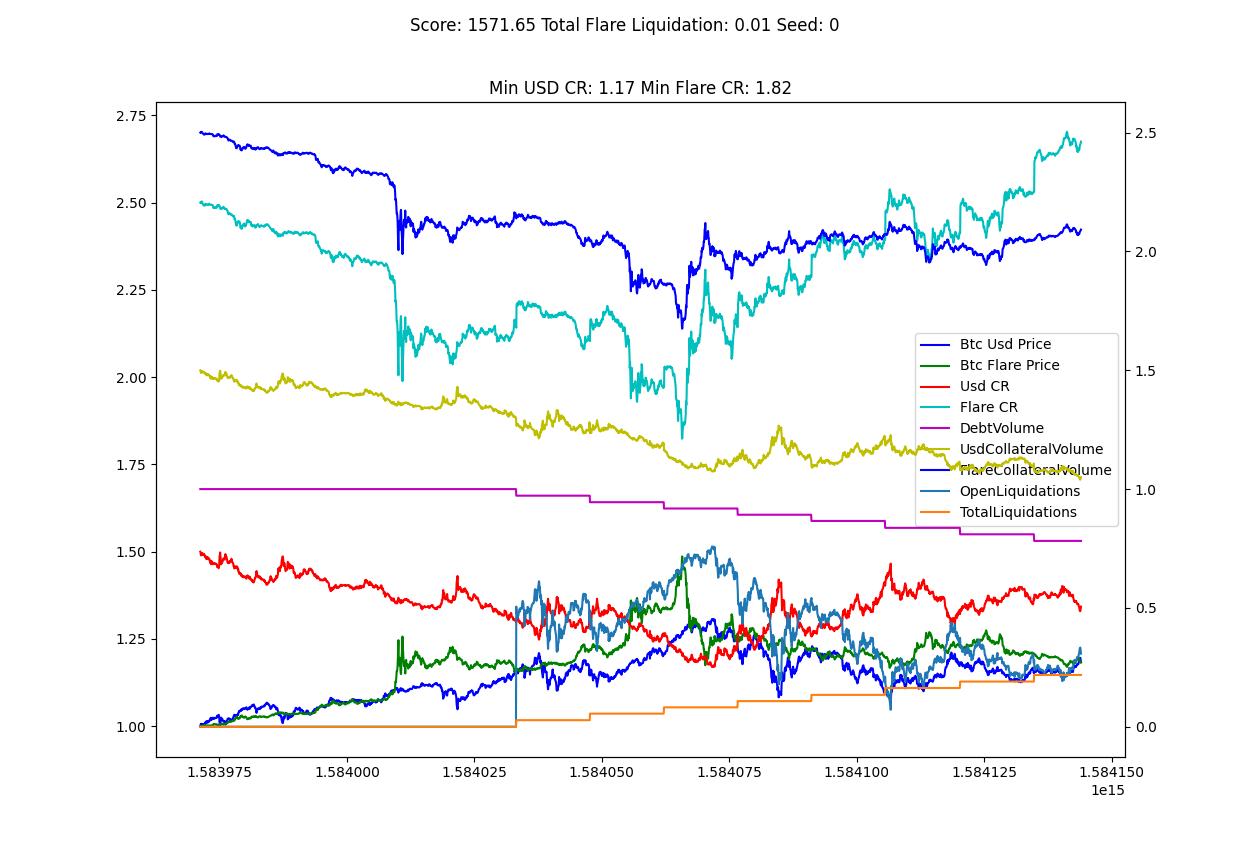 Score: 1571.65 Total Flare Liquidation: 0.01 Seed: 0
Min USD CR: 1.17 Min Flare CR: 1.82
2.75
2.50
2.25
2.00
1.75
1.50
1.25
1.00
2.5
2.0
1.5
1.0
0.5
0.0
Btc Usd Price
Btc Flare Price
Usd CR
Flare CR
DebtVolume
UsdCollateralVolume
FlareCollateralVolume
OpenLiquidations
TotalLiquidations
1.583975 1.584000 1.584025 1.584050 1.584075 1.584100 1.584125 1.584150
1e15